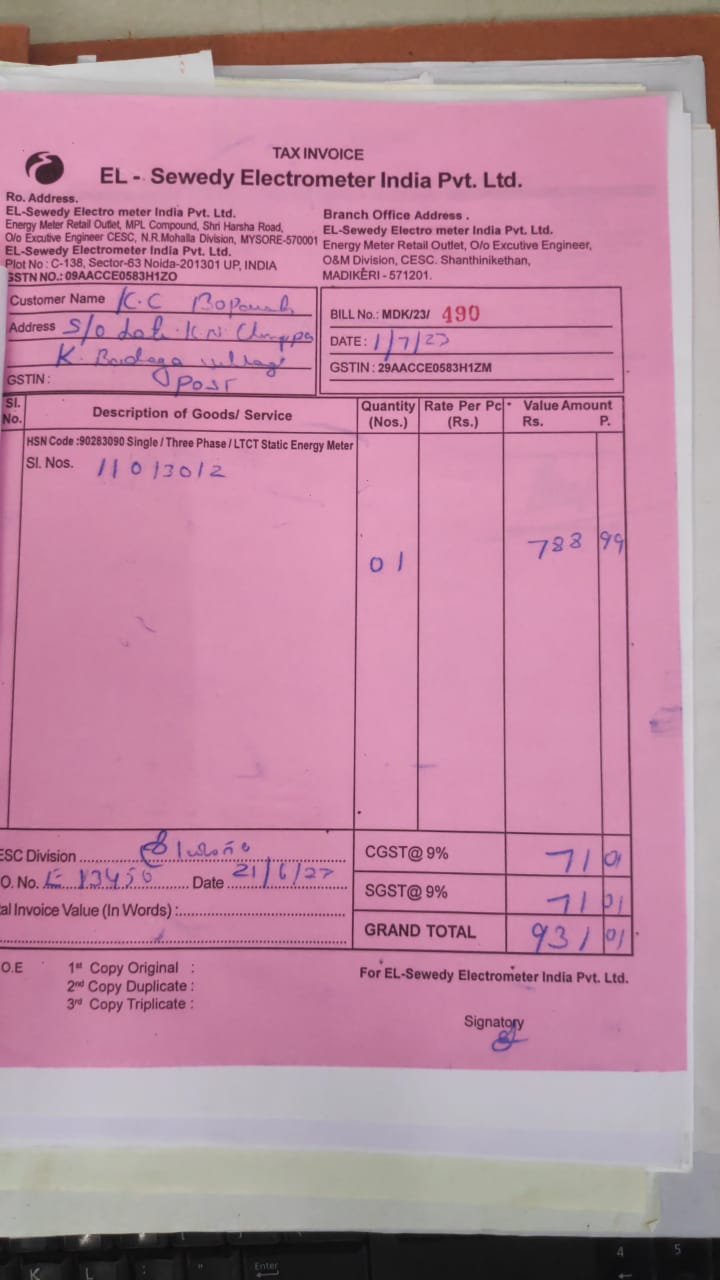 TAX INVOICE
EL - Sewedy Electrometer India Pvt. Ltd.
Ro. Address.
EL-Sewedy Electro meter India Pvt. Ltd.
Energy Meter Retail Outlet, MPL Compound, Shri Harsha Road,
O/o Excutive Engineer CESC, N.R.Mohalla Division, MYSORE-570001
EL-Sewedy Electrometer India Pvt. Ltd.
Plot No : C-138, Sector-63 Noida-201301 UP, INDIA
GSTN NO.: 09AACCE0583H1ZO
Branch Office Address .
EL-Sewedy Electro meter India Pvt. Ltd.
Energy Meter Retail Outlet, O/o Excutive Engineer,
O&M Division, CESC. Shanthinikethan,
MADIKERI - 571201.
Customer Name K.C
Address S/o Late K.N
K. village
GSTIN : Post
BILL No.: MDK/23/ 490
DATE : 1/7/23
GSTIN : 29AACCE0583H1ZM
Sl. No. Description of Goods/ Service Quantity (Nos.) Rate Per Pc (Rs.) Value Amount Rs. P.
HSN Code :90283090 Single / Three Phase / LTCT Static Energy Meter
Sl. Nos. 11013012
01 788 99
ESC Division
O. No. E 13456 Date 21/6/23
al Invoice Value (In Words) :
CGST@ 9% 71 01
SGST@ 9% 71 01
GRAND TOTAL 931 01
O.E 1st Copy Original :
2nd Copy Duplicate :
3rd Copy Triplicate :
For EL-Sewedy Electrometer India Pvt. Ltd.
Signatory
K L : " Enter 4 5